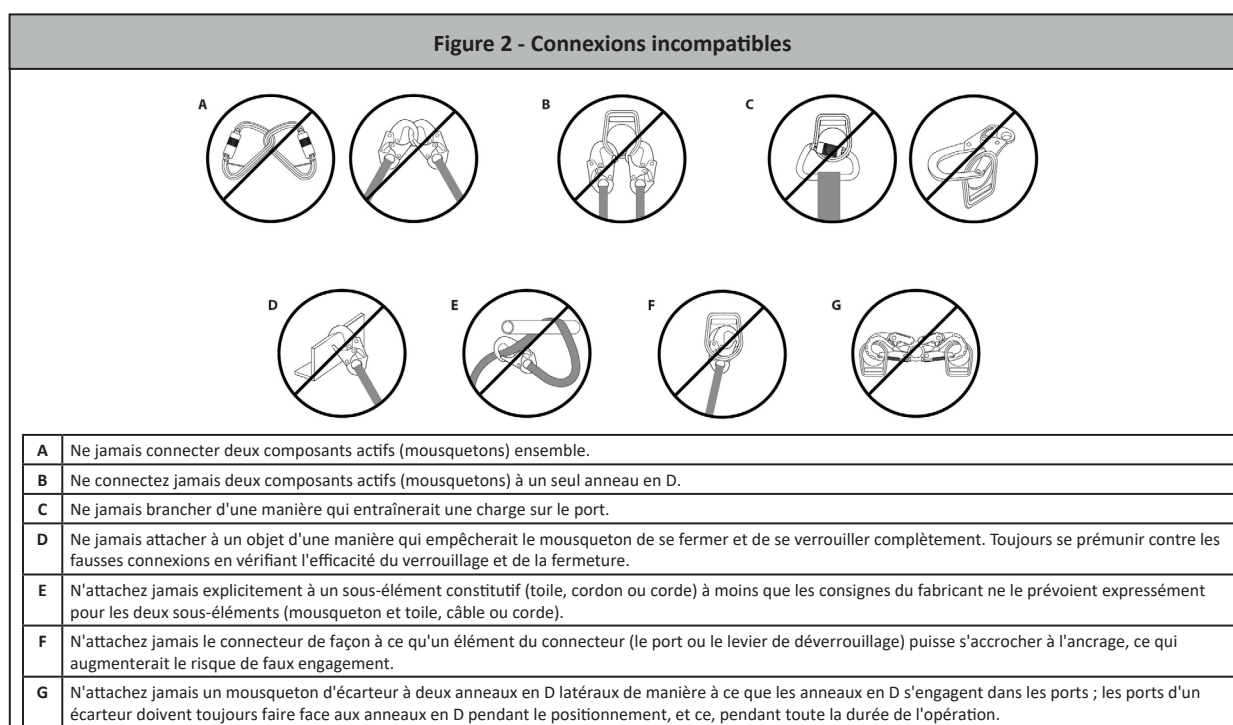 Figure 2 - Connexions incompatibles
A
B
C
D
E
F
G
A Ne jamais connecter deux composants actifs (mousquetons) ensemble.
B Ne connectez jamais deux composants actifs (mousquetons) à un seul anneau en D.
C Ne jamais brancher d'une manière qui entraînerait une charge sur le port.
D Ne jamais attacher à un objet d'une manière qui empêcherait le mousqueton de se fermer et de se verrouiller complètement. Toujours se prémunir contre les
fausses connexions en vérifiant l'efficacité du verrouillage et de la fermeture.
E N'attachez jamais explicitement à un sous-élément constitutif (toile, cordon ou corde) à moins que les consignes du fabricant ne le prévoient expressément
pour les deux sous-éléments (mousqueton et toile, câble ou corde).
F N'attachez jamais le connecteur de façon à ce qu'un élément du connecteur (le port ou le levier de déverrouillage) puisse s'accrocher à l'ancrage, ce qui
augmenterait le risque de faux engagement.
G N'attachez jamais un mousqueton d'écarteur à deux anneaux en D latéraux de manière à ce que les anneaux en D s'engagent dans les ports ; les ports d'un
écarteur doivent toujours faire face aux anneaux en D pendant le positionnement, et ce, pendant toute la durée de l'opération.